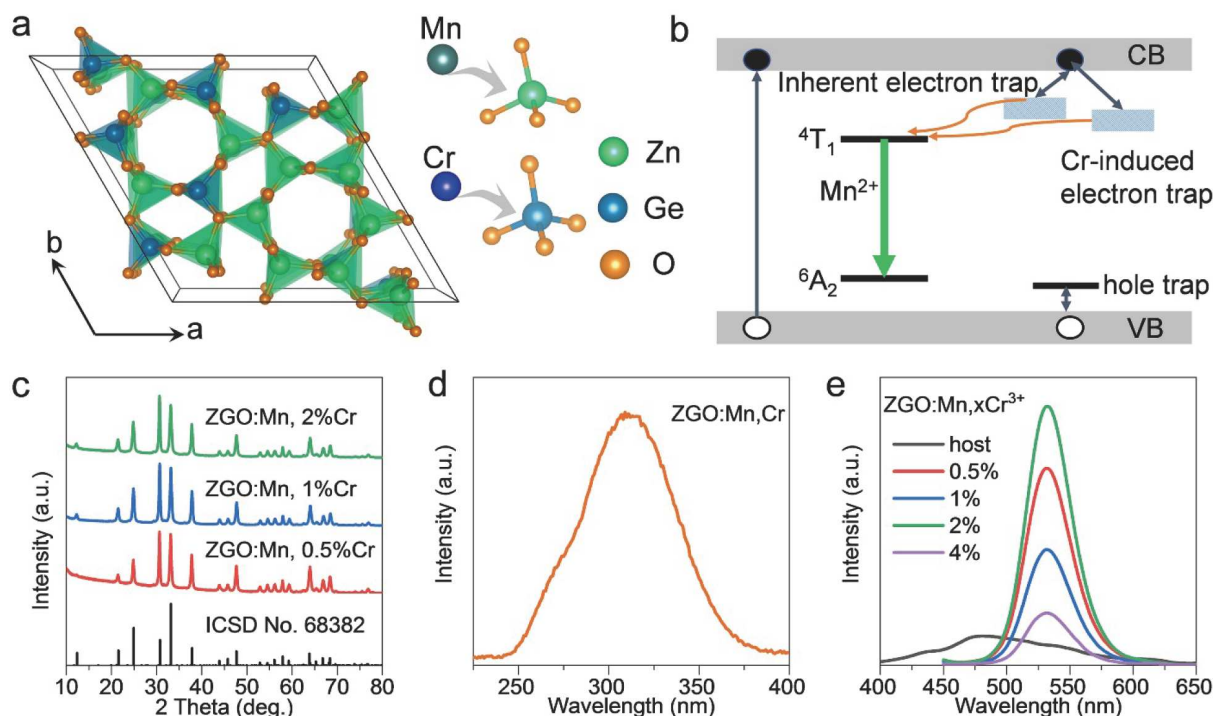 a
Mn
Cr
Zn
Ge
O
b
a
b
CB
Inherent electron trap
⁴T₁
Mn²⁺
Cr-induced
electron trap
⁶A₂
hole trap
VB
c
Intensity (a.u.)
ZGO:Mn, 2%Cr
ZGO:Mn, 1%Cr
ZGO:Mn, 0.5%Cr
ICSD No. 68382
10 20 30 40 50 60 70 80
2 Theta (deg.)
d
Intensity (a.u.)
ZGO:Mn,Cr
250 300 350 400
Wavelength (nm)
e
Intensity (a.u.)
ZGO:Mn,xCr³⁺
host
0.5%
1%
2%
4%
400 450 500 550 600 650
Wavelength (nm)